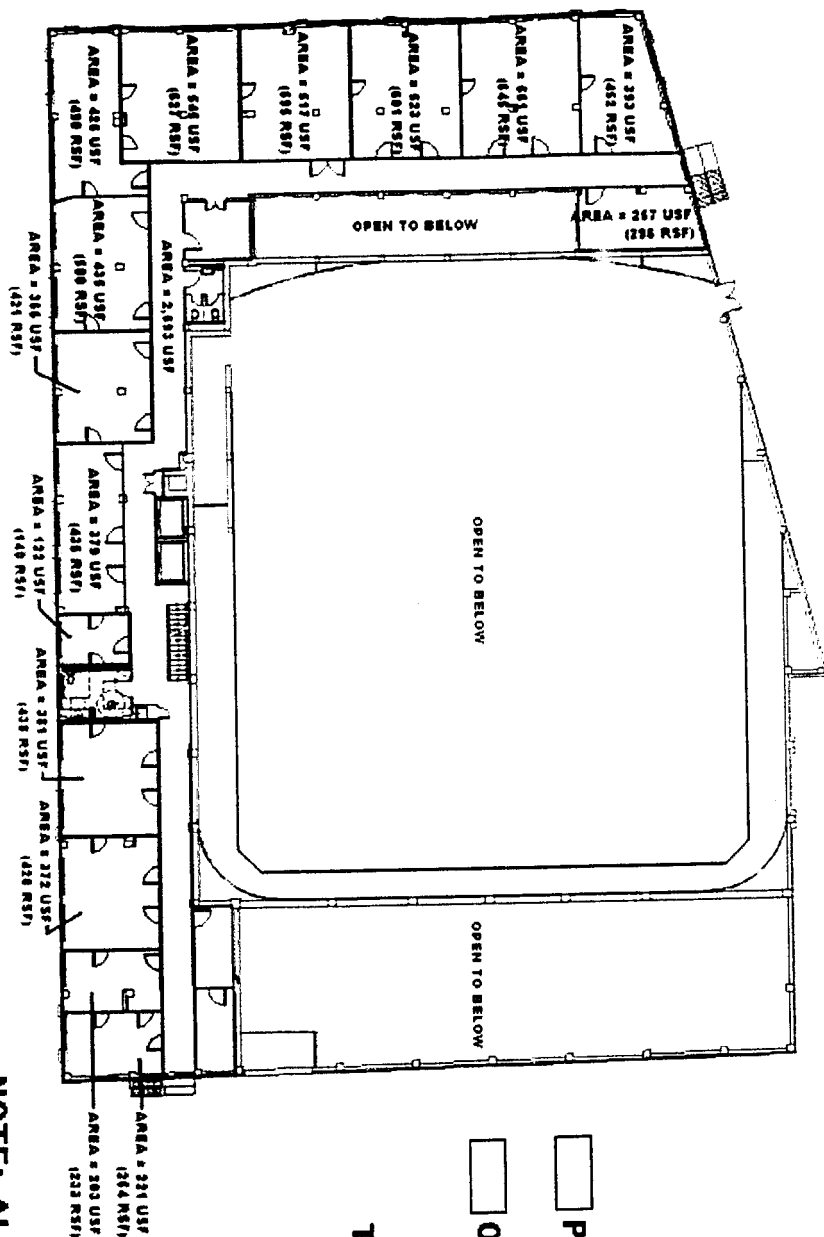 AREA = 393 USF
(452 RSF)
AREA = 561 USF
(645 RSF)
AREA = 523 USF
(601 RSF)
AREA = 517 USF
(595 RSF)
AREA = 545 USF
(627 RSF)
AREA = 426 USF
(490 RSF)
AREA = 257 USF
(296 RSF)
OPEN TO BELOW
AREA = 2,693 USF
AREA = 435 USF
(500 RSF)
AREA = 366 USF
(421 RSF)
OPEN TO BELOW
AREA = 379 USF
(436 RSF)
AREA = 122 USF
(140 RSF)
AREA = 381 USF
(438 RSF)
AREA = 372 USF
(428 RSF)
OPEN TO BELOW
AREA = 221 USF
(254 RSF)
AREA = 203 USF
(233 RSF)
P
T
NOTE: AL